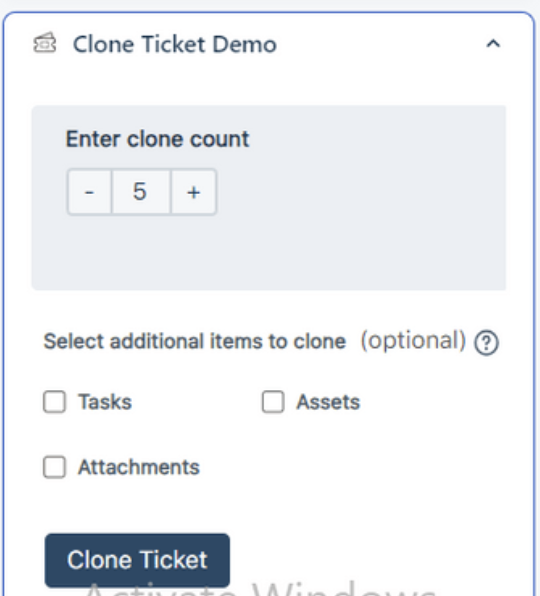 Clone Ticket Demo
Enter clone count
- 5 +
Select additional items to clone (optional) ?
Tasks Assets
Attachments
Clone Ticket
Activate Windows